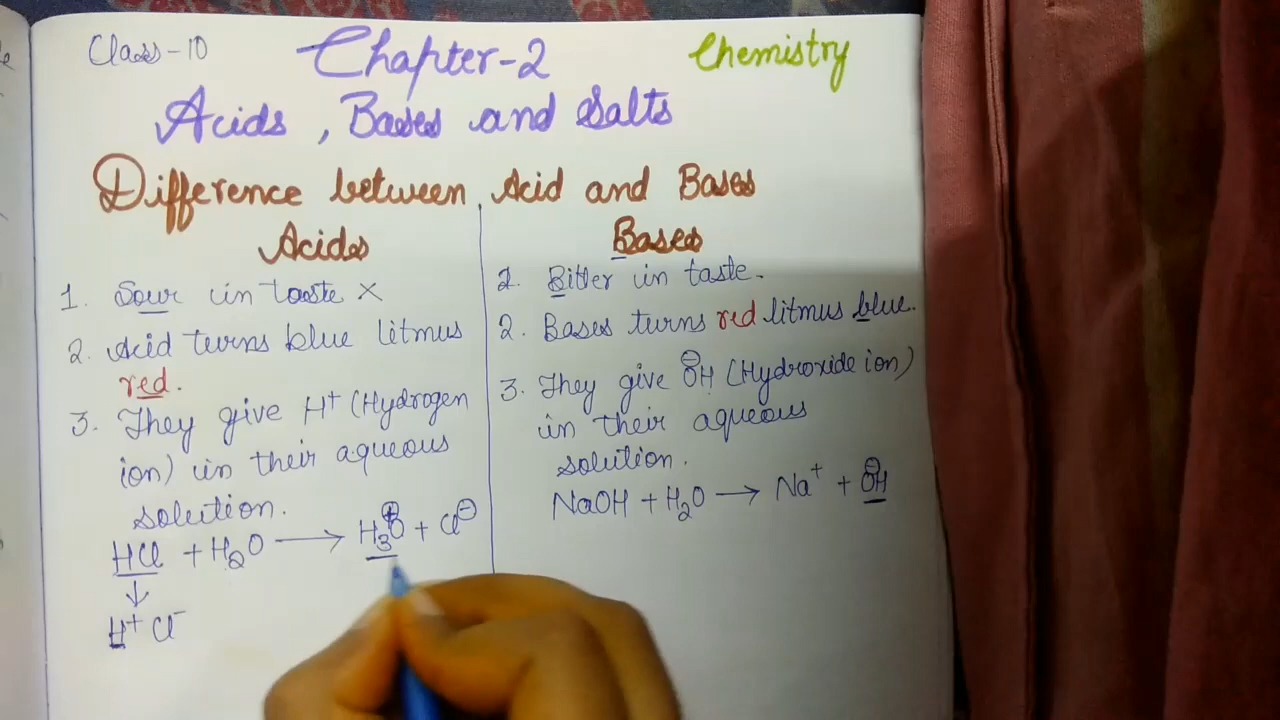 Class-10 Chapter-2 Chemistry
Acids, Bases and Salts
Difference between Acid and Bases
Acids
1. Sour in taste ×
2. Acid turns blue litmus
red.
3. They give H⁺ (Hydrogen
ion) in their aqueous
solution.
HCl + H₂O ⟶ H₃O⊕ + Cl⊖
↓
H⁺ Cl⁻
Bases
1. Bitter in taste.
2. Bases turns red litmus blue.
3. They give ⊖OH (Hydroxide ion)
in their aqueous
solution.
NaOH + H₂O ⟶ Na⁺ + ⊖OH